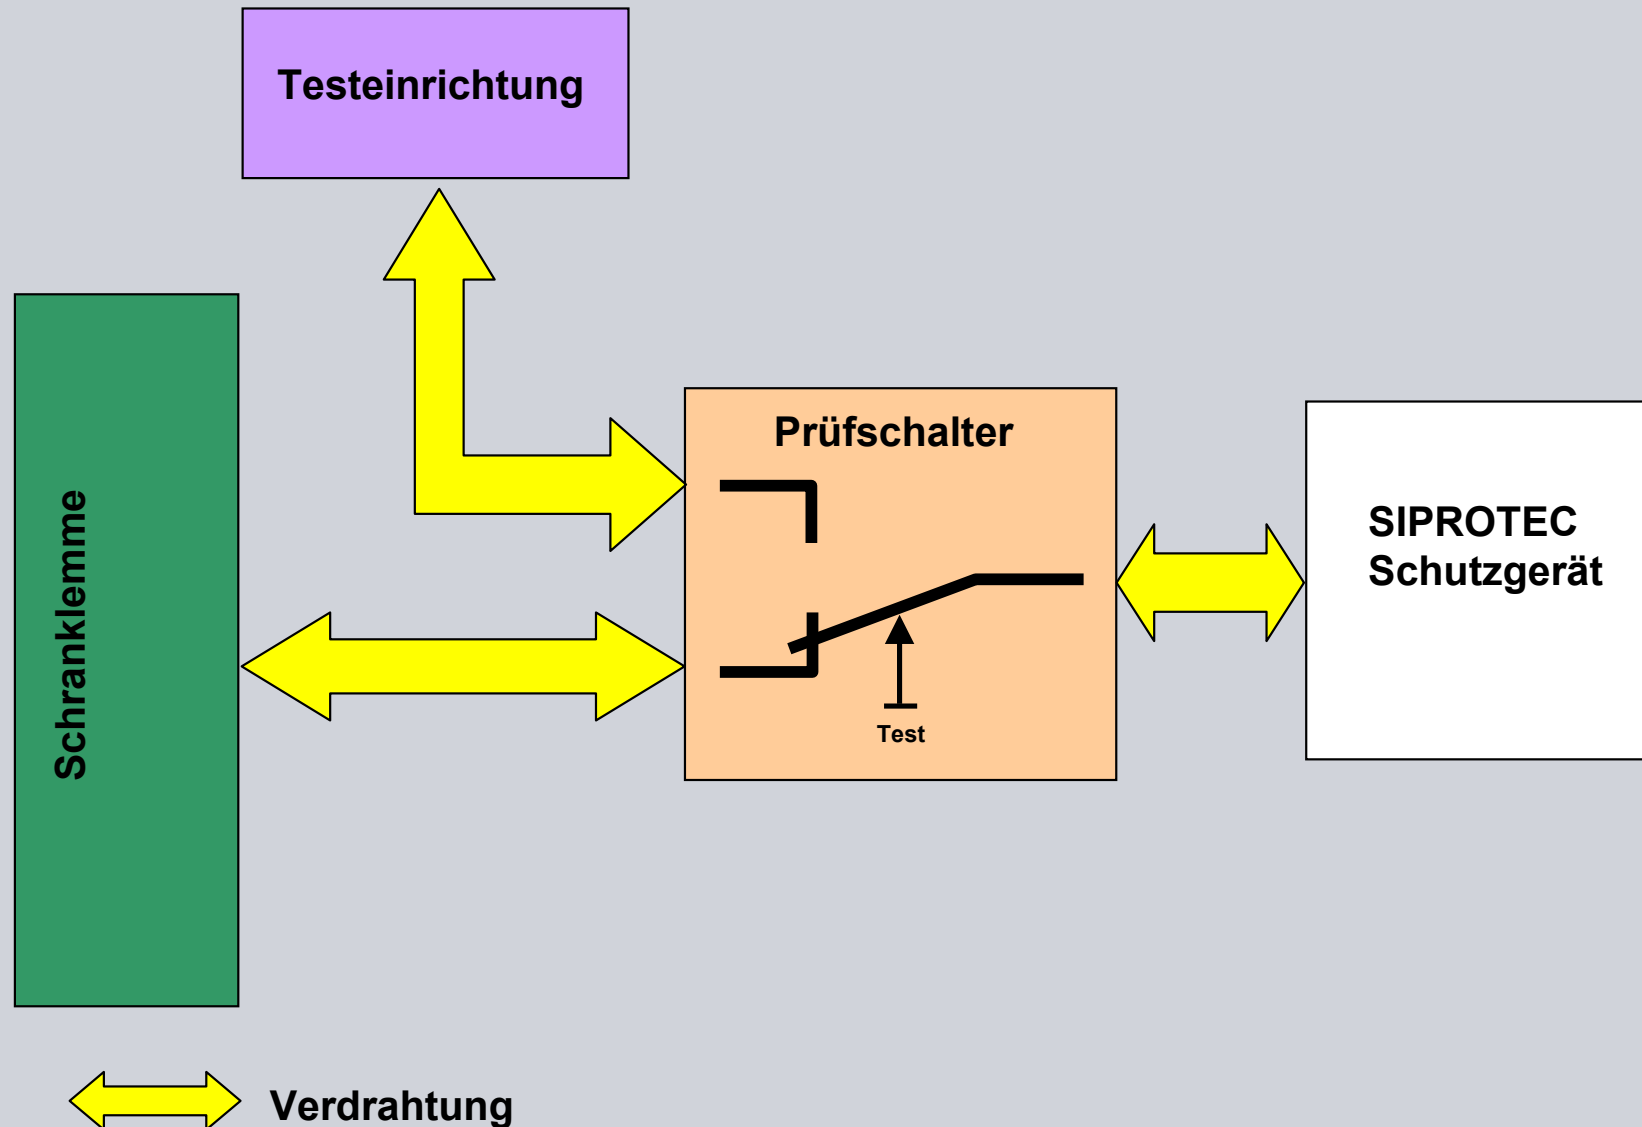 Testeinrichtung
Prüfschalter
SIPROTEC
Schutzgerät
Schranklemme
Test
Verdrahtung